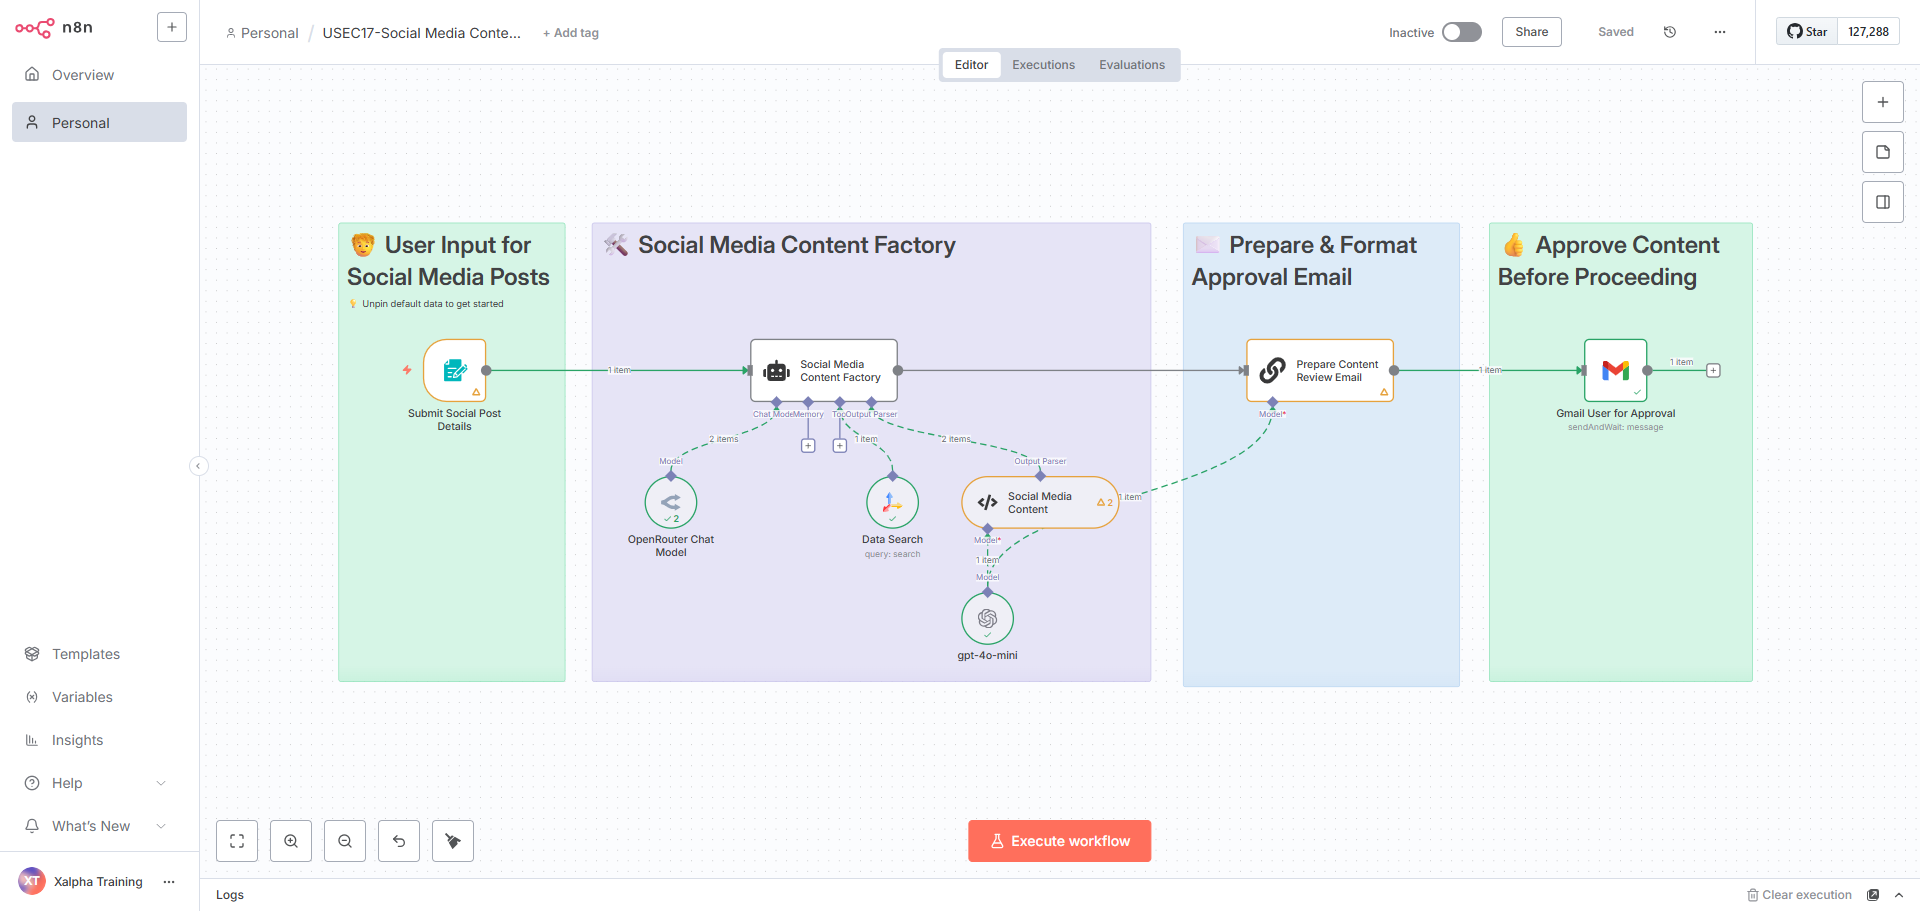 n8n
Overview
Personal
Templates
Variables
Insights
Help
What's New
XT
Xalpha Training
Personal / USEC17-Social Media Conte...
+ Add tag
Inactive
Share
Saved
Star
127,288
Editor
Executions
Evaluations
User Input for
Social Media Posts
Unpin default data to get started
Submit Social Post
Details
1 item
Social Media Content Factory
Social Media
Content Factory
Chat Mode
Memory
Too
Output Parser
2 items
1 item
2 items
Model
2
OpenRouter Chat
Model
Data Search
query: search
Output Parser
Social Media
Content
2
1 item
Model*
1 item
Model
gpt-4o-mini
Prepare & Format
Approval Email
Prepare Content
Review Email
Model*
1 item
Approve Content
Before Proceeding
1 item
Gmail User for Approval
sendAndWait: message
Execute workflow
Logs
Clear execution